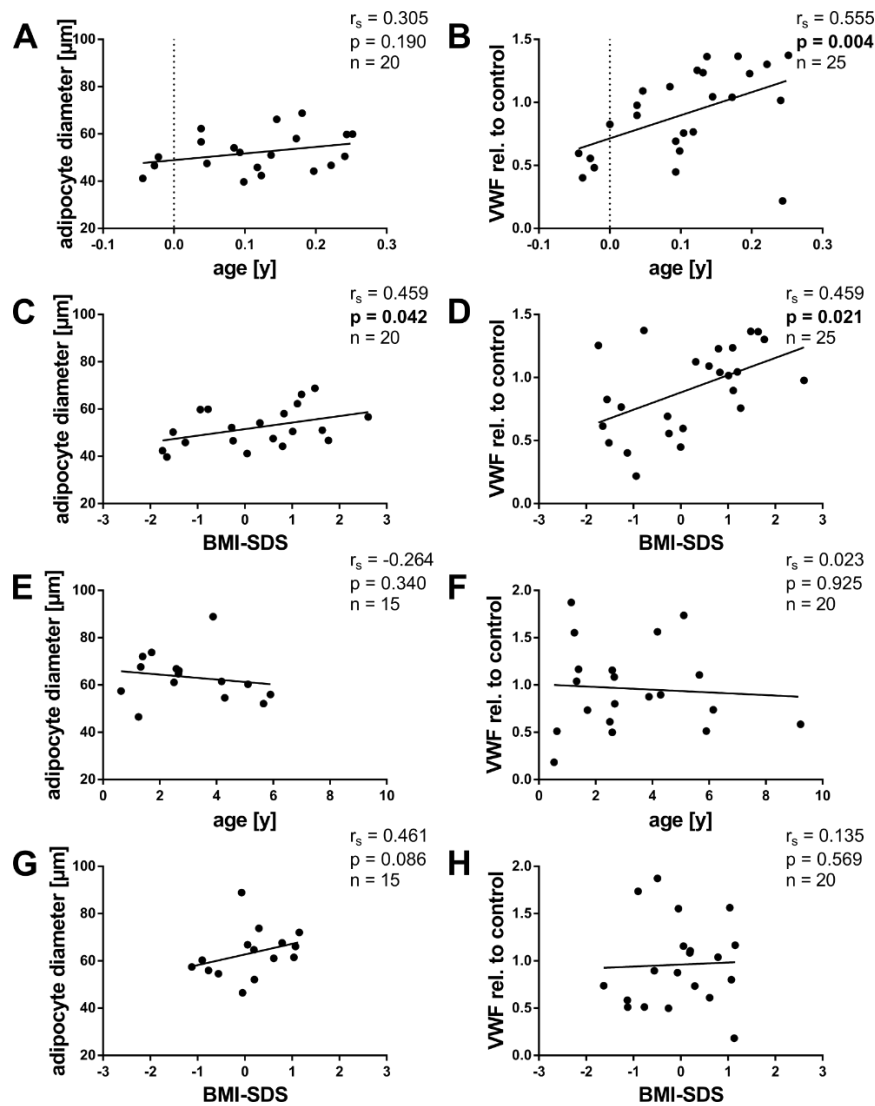 A
r_s = 0.305
p = 0.190
n = 20
adipocyte diameter [µm]
100
80
60
40
20
-0.1
0.0
0.1
0.2
0.3
age [y]
B
r_s = 0.555
p = 0.004
n = 25
VWF rel. to control
1.5
1.0
0.5
0.0
-0.1
0.0
0.1
0.2
0.3
age [y]
C
r_s = 0.459
p = 0.042
n = 20
adipocyte diameter [µm]
100
80
60
40
20
-3
-2
-1
0
1
2
3
BMI-SDS
D
r_s = 0.459
p = 0.021
n = 25
VWF rel. to control
1.5
1.0
0.5
0.0
-3
-2
-1
0
1
2
3
BMI-SDS
E
r_s = -0.264
p = 0.340
n = 15
adipocyte diameter [µm]
100
80
60
40
20
0
2
4
6
8
10
age [y]
F
r_s = 0.023
p = 0.925
n = 20
VWF rel. to control
2.0
1.5
1.0
0.5
0.0
0
2
4
6
8
10
age [y]
G
r_s = 0.461
p = 0.086
n = 15
adipocyte diameter [µm]
100
80
60
40
20
-3
-2
-1
0
1
2
3
BMI-SDS
H
r_s = 0.135
p = 0.569
n = 20
VWF rel. to control
2.0
1.5
1.0
0.5
0.0
-3
-2
-1
0
1
2
3
BMI-SDS